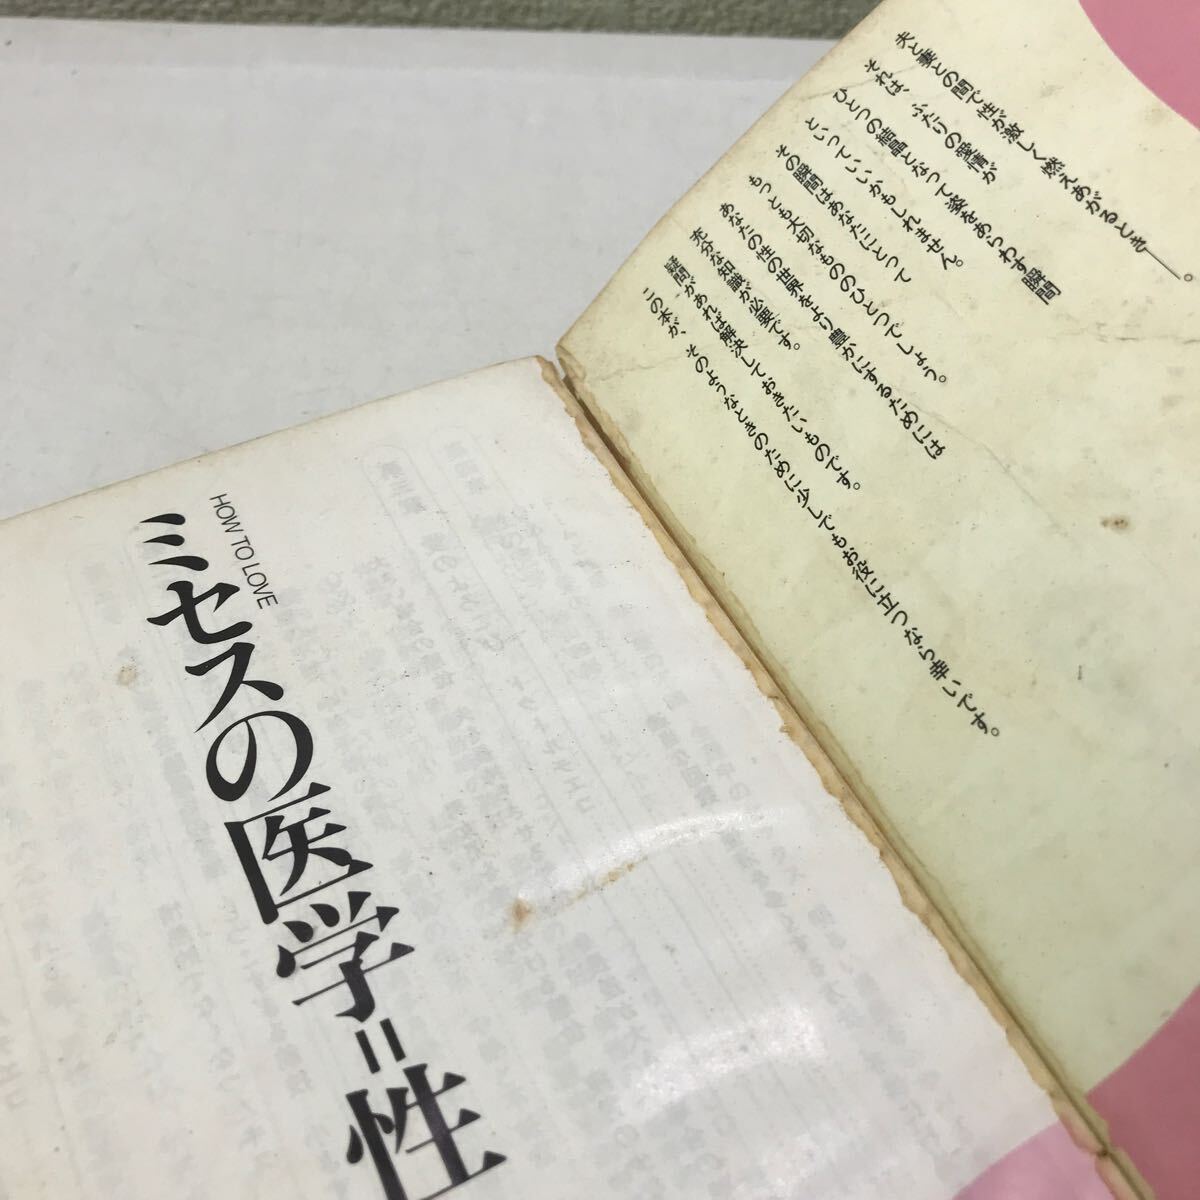 夫と妻との間で性が激しく燃えあがるとき──。
それは、ふたりの愛情が
ひとつの結晶となって姿をあらわす瞬間
といっていいかもしれません。
その瞬間はあなたにとって
もっとも大切なもののひとつでしょう。
あなたの性の世界をより豊かにするためには
充分な知識が必要です。
疑問があれば解決しておきたいものです。
この本が、そのようなときのために少しでもお役に立つなら幸いです。
HOW TO LOVE
ミセスの医学=性